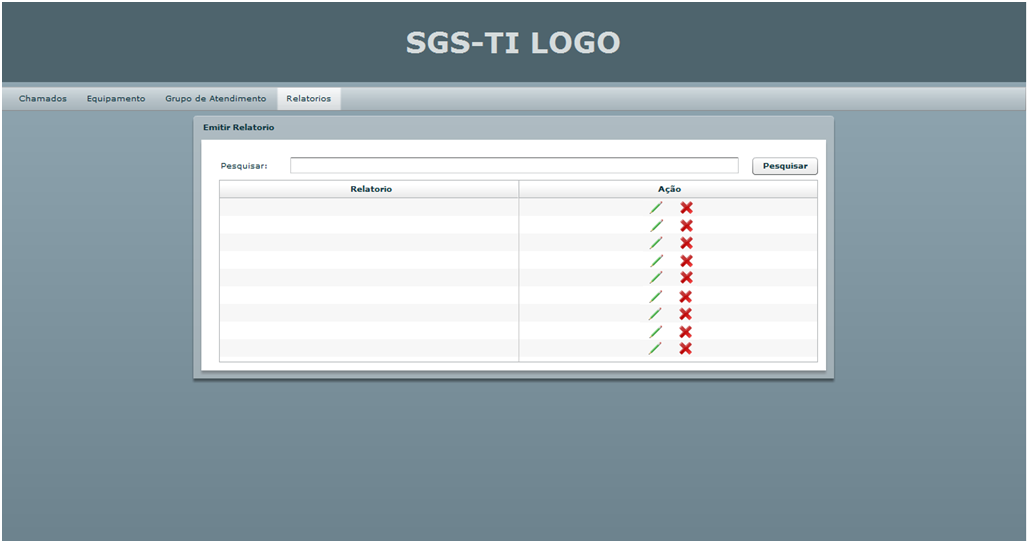 SGS-TI LOGO
Chamados Equipamento Grupo de Atendimento Relatorios
Emitir Relatorio
Pesquisar: Pesquisar
Relatorio Ação